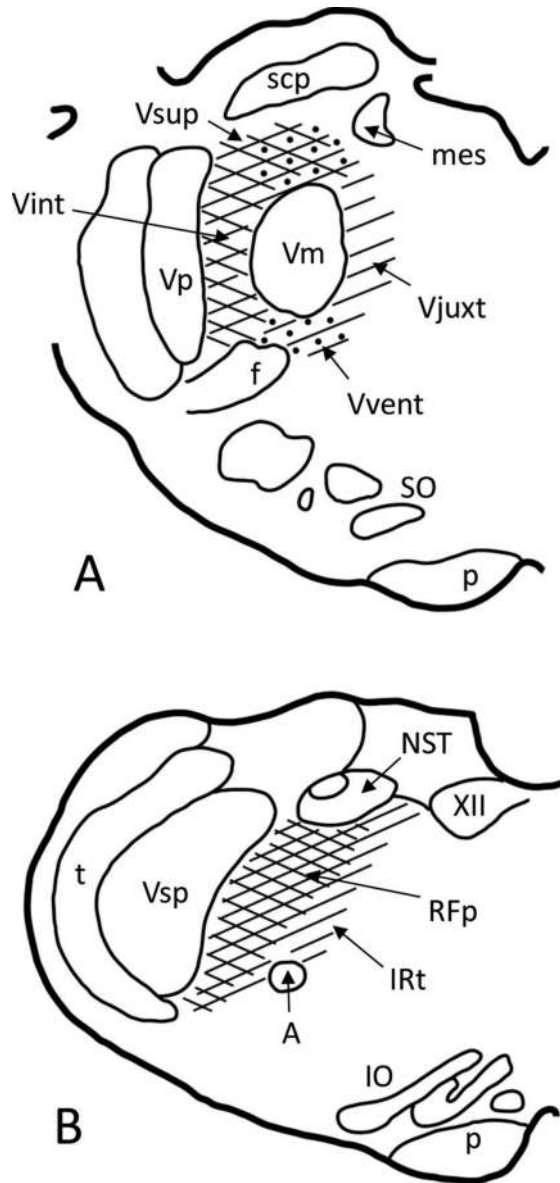 scp
Vsup
mes
Vint
Vm
Vp
Vjuxt
f
Vvent
SO
A
p
NST
XII
t
Vsp
RFp
IRt
A
IO
B
p